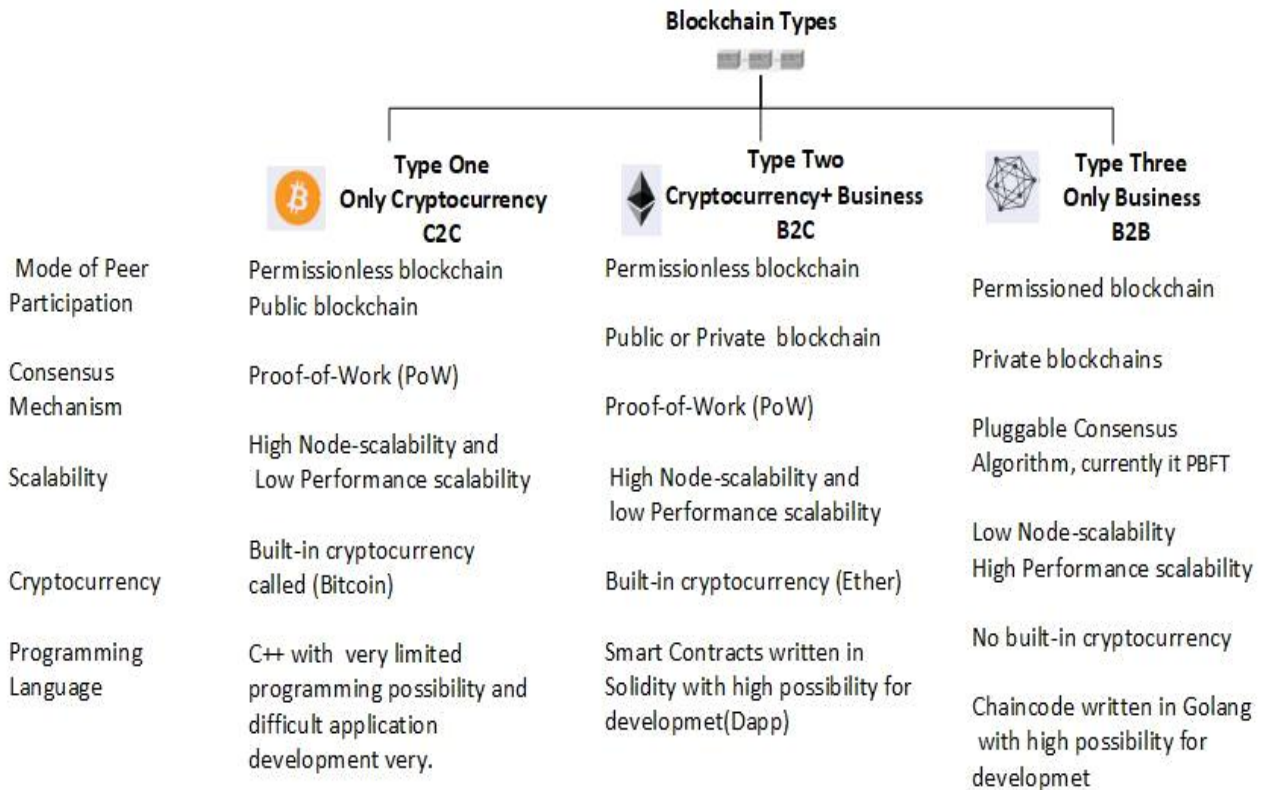 Blockchain Types
Type One
Only Cryptocurrency
C2C
Type Two
Cryptocurrency+ Business
B2C
Type Three
Only Business
B2B
Mode of Peer
Participation
Permissionless blockchain
Public blockchain
Permissionless blockchain
Public or Private blockchain
Permissioned blockchain
Private blockchains
Consensus
Mechanism
Proof-of-Work (PoW)
Proof-of-Work (PoW)
Pluggable Consensus
Algorithm, currently it PBFT
Scalability
High Node-scalability and
Low Performance scalability
High Node-scalability and
low Performance scalability
Low Node-scalability
High Performance scalability
Cryptocurrency
Built-in cryptocurrency
called (Bitcoin)
Built-in cryptocurrency (Ether)
No built-in cryptocurrency
Programming
Language
C++ with very limited
programming possibility and
difficult application
development very.
Smart Contracts written in
Solidity with high possibility for
developmet(Dapp)
Chaincode written in Golang
with high possibility for
developmet